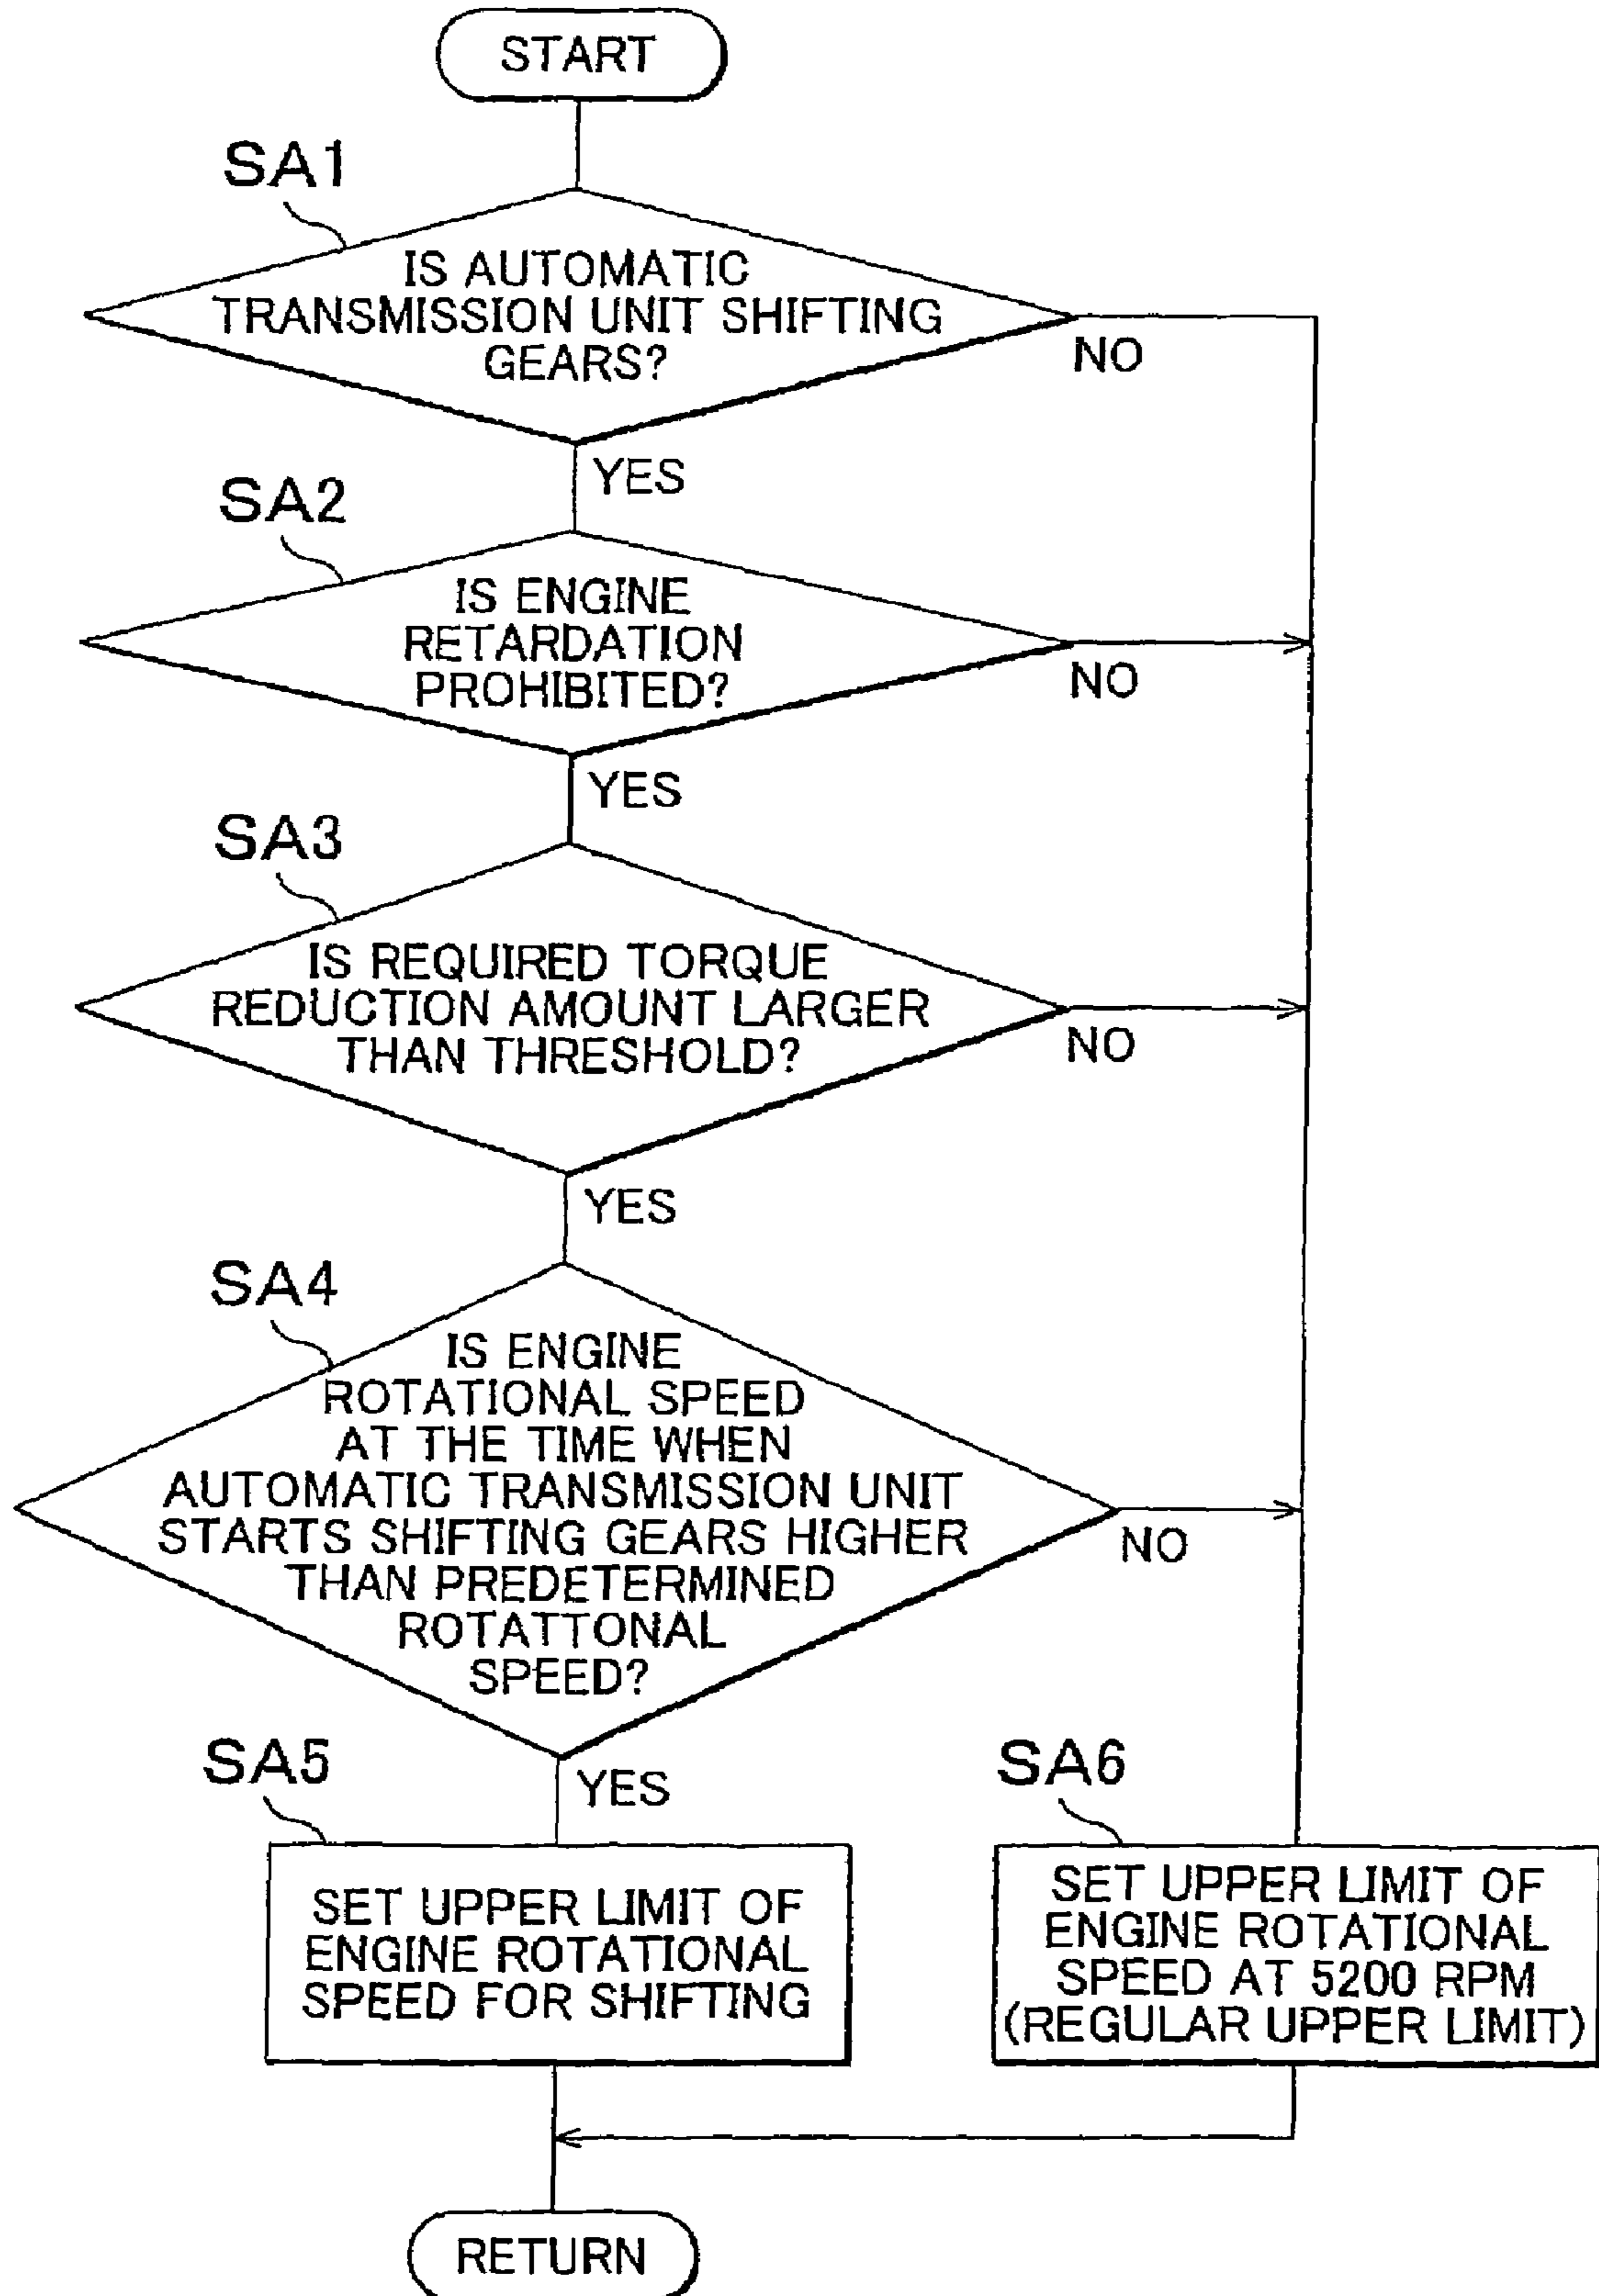 START
SA1
IS AUTOMATIC
TRANSMISSION UNIT SHIFTING
GEARS?
NO
YES
SA2
IS ENGINE
RETARDATION
PROHIBITED?
NO
YES
SA3
IS REQUIRED TORQUE
REDUCTION AMOUNT LARGER
THAN THRESHOLD?
NO
YES
SA4
IS ENGINE
ROTATIONAL SPEED
AT THE TIME WHEN
AUTOMATIC TRANSMISSION UNIT
STARTS SHIFTING GEARS HIGHER
THAN PREDETERMINED
ROTATTONAL
SPEED?
NO
YES
SA5
SET UPPER LIMIT OF
ENGINE ROTATIONAL
SPEED FOR SHIFTING
SA6
SET UPPER LIMIT OF
ENGINE ROTATIONAL
SPEED AT 5200 RPM
(REGULAR UPPER LIMIT)
RETURN